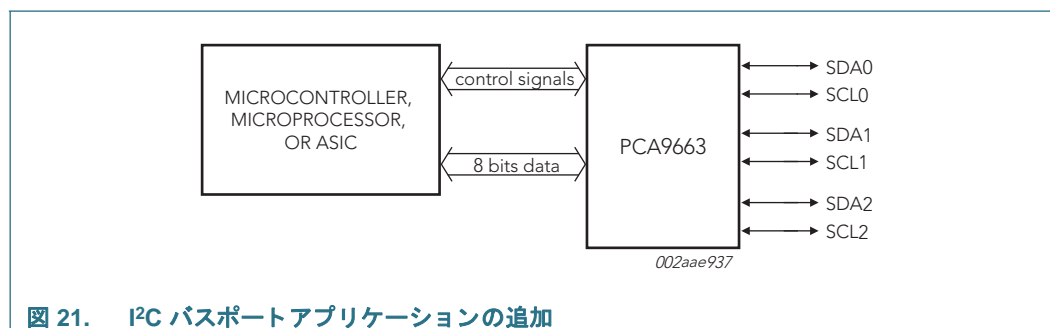 MICROCONTROLLER,
MICROPROCESSOR,
OR ASIC
control signals
8 bits data
PCA9663
SDA0
SCL0
SDA1
SCL1
SDA2
SCL2
002aae937
図 21. I²C バスポートアプリケーションの追加